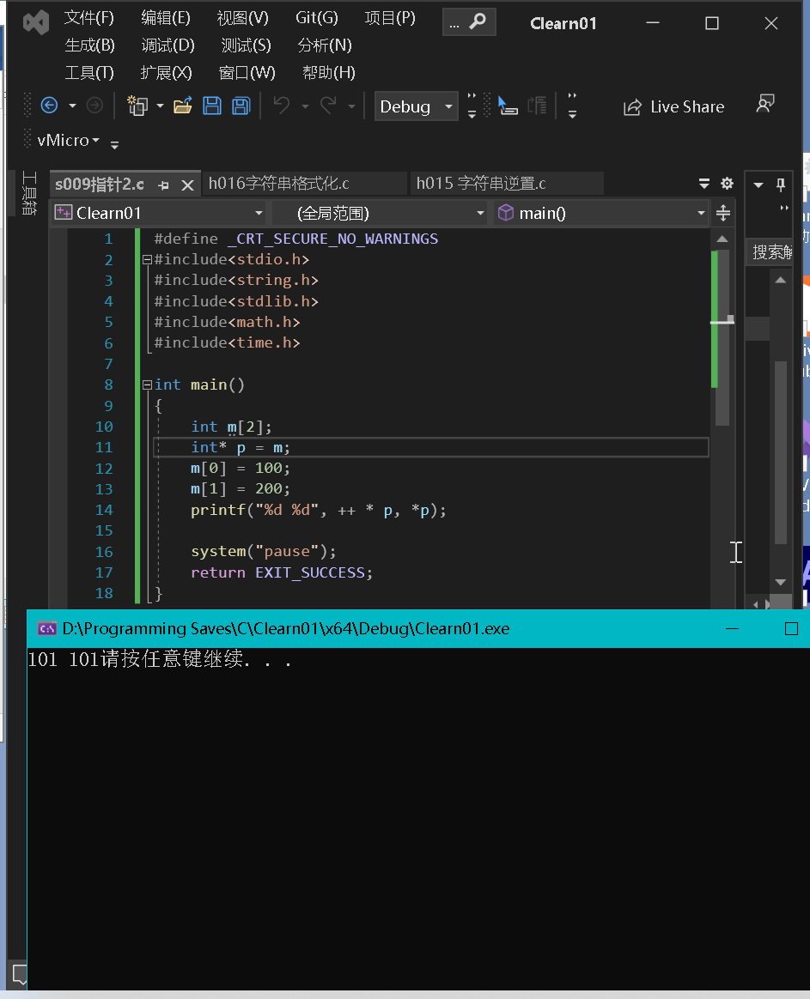 文件(F) 编辑(E) 视图(V) Git(G) 项目(P) ... Clearn01
生成(B) 调试(D) 测试(S) 分析(N)
工具(T) 扩展(X) 窗口(W) 帮助(H)
Debug Live Share
vMicro
工具箱
s009指针2.c h016字符串格式化.c h015 字符串逆置.c
Clearn01 (全局范围) main()
搜索解
1 #define _CRT_SECURE_NO_WARNINGS
2 #include<stdio.h>
3 #include<string.h>
4 #include<stdlib.h>
5 #include<math.h>
6 #include<time.h>
7
8 int main()
9 {
10 int m[2];
11 int* p = m;
12 m[0] = 100;
13 m[1] = 200;
14 printf("%d %d", ++ * p, *p);
15
16 system("pause");
17 return EXIT_SUCCESS;
18 }
D:\Programming Saves\C\Clearn01\x64\Debug\Clearn01.exe
101 101请按任意键继续. . .